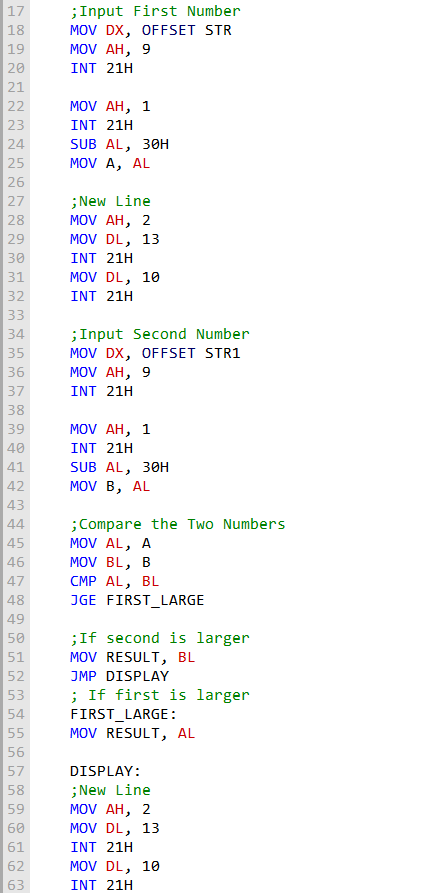 17 ;Input First Number
18 MOV DX, OFFSET STR
19 MOV AH, 9
20 INT 21H
21
22 MOV AH, 1
23 INT 21H
24 SUB AL, 30H
25 MOV A, AL
26
27 ;New Line
28 MOV AH, 2
29 MOV DL, 13
30 INT 21H
31 MOV DL, 10
32 INT 21H
33
34 ;Input Second Number
35 MOV DX, OFFSET STR1
36 MOV AH, 9
37 INT 21H
38
39 MOV AH, 1
40 INT 21H
41 SUB AL, 30H
42 MOV B, AL
43
44 ;Compare the Two Numbers
45 MOV AL, A
46 MOV BL, B
47 CMP AL, BL
48 JGE FIRST_LARGE
49
50 ;If second is larger
51 MOV RESULT, BL
52 JMP DISPLAY
53 ; If first is larger
54 FIRST_LARGE:
55 MOV RESULT, AL
56
57 DISPLAY:
58 ;New Line
59 MOV AH, 2
60 MOV DL, 13
61 INT 21H
62 MOV DL, 10
63 INT 21H